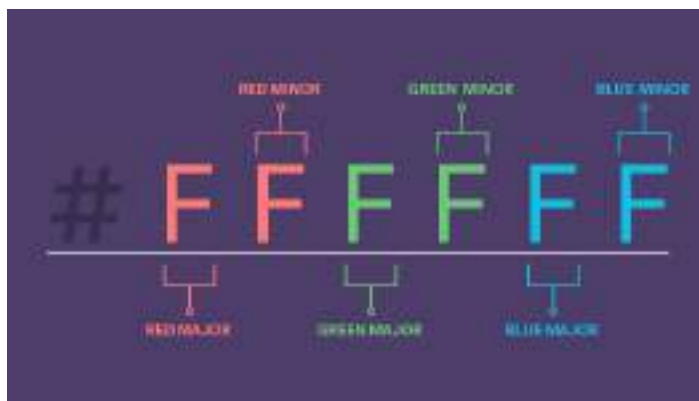 RED MINOR GREEN MINOR BLUE MINOR
# F F F F F F
RED MAJOR GREEN MAJOR BLUE MAJOR